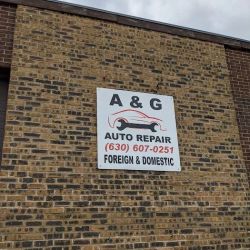 A & G
AUTO REPAIR
(630) 607-0251
FOREIGN & DOMESTIC